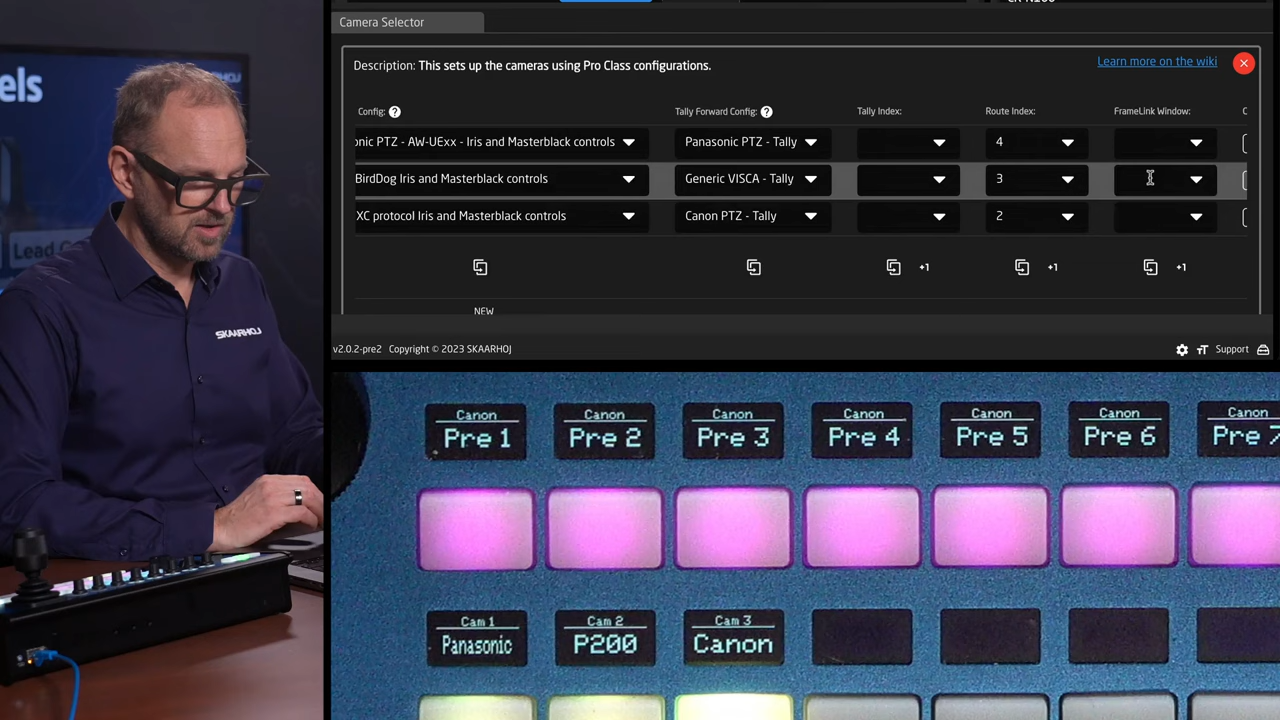 els
Lead
SKAARHOJ
Camera Selector
Description: This sets up the cameras using Pro Class configurations.
Learn more on the wiki
Config: ?
Tally Forward Config: ?
Tally Index:
Route Index:
FrameLink Window:
onic PTZ - AW-UExx - Iris and Masterblack controls
Panasonic PTZ - Tally
4
BirdDog Iris and Masterblack controls
Generic VISCA - Tally
3
XC protocol Iris and Masterblack controls
Canon PTZ - Tally
2
+1
+1
+1
NEW
v2.0.2-pre2 Copyright © 2023 SKAARHOJ
Support
Canon
Pre 1
Canon
Pre 2
Canon
Pre 3
Canon
Pre 4
Canon
Pre 5
Canon
Pre 6
Canon
Pre 7
Cam 1
Panasonic
Cam 2
P200
Cam 3
Canon